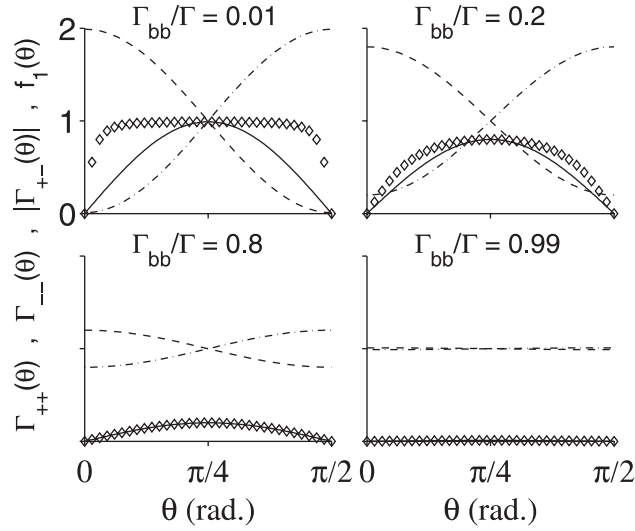 Γbb/Γ = 0.01
Γbb/Γ = 0.2
2
1
0
Γ++(θ) , Γ−−(θ) , |Γ+−(θ)| , f1(θ)
Γbb/Γ = 0.8
Γbb/Γ = 0.99
0 π/4 π/2 0 π/4 π/2
θ (rad.) θ (rad.)